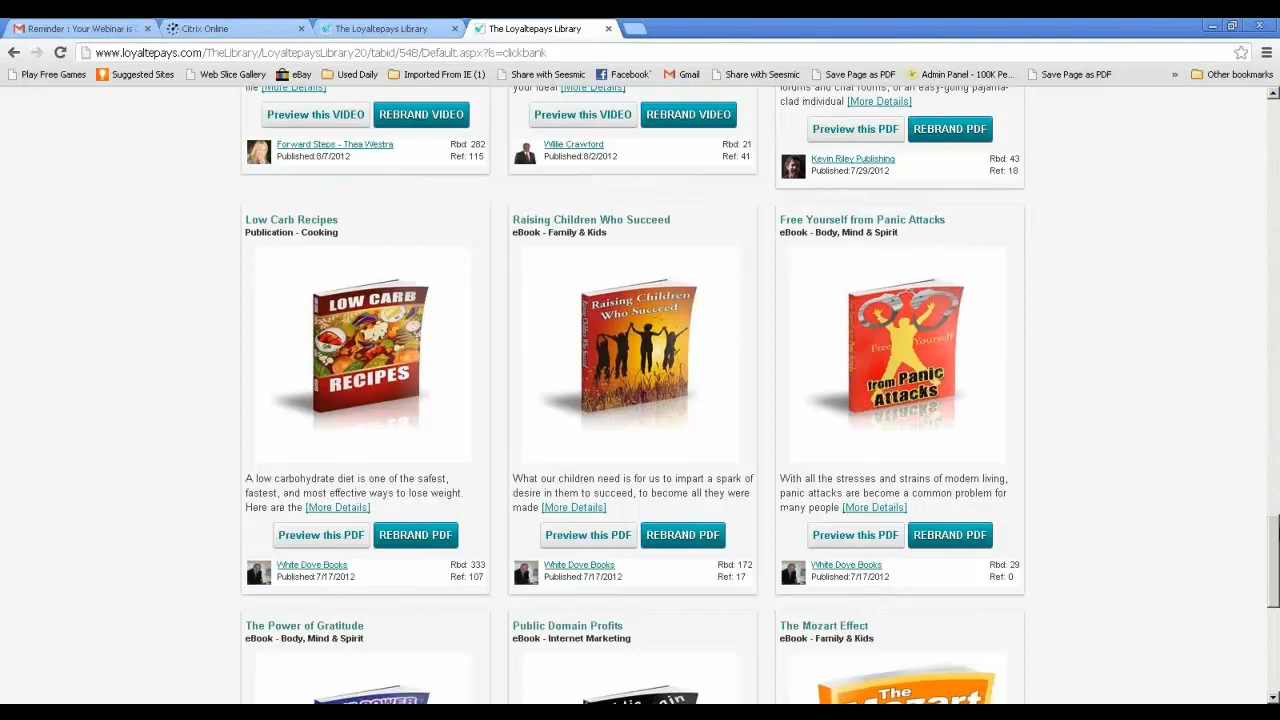 Reminder : Your Webinar is
Citrix Online
The Loyaltepays Library
The Loyaltepays Library
www.loyaltepays.com/TheLibrary/LoyaltepaysLibrary20/tabid/548/Default.aspx?ls=clickbank
Play Free Games
Suggested Sites
Web Slice Gallery
eBay
Used Daily
Imported From IE (1)
Share with Seesmic
Facebook
Gmail
Share with Seesmic
Save Page as PDF
Admin Panel - 100K Pe...
Save Page as PDF
»
Other bookmarks
life [More Details]
Preview this VIDEO
REBRAND VIDEO
Forward Steps - Thea Westra
Rbd: 282
Published:8/7/2012
Ref: 115
your ideal [More Details]
Preview this VIDEO
REBRAND VIDEO
Willie Crawford
Rbd: 21
Published:8/2/2012
Ref: 41
forums and chat rooms, or an easy-going pajama-
clad individual [More Details]
Preview this PDF
REBRAND PDF
Kevin Riley Publishing
Rbd: 43
Published:7/29/2012
Ref: 18
Low Carb Recipes
Publication - Cooking
LOW CARB
RECIPES
A low carbohydrate diet is one of the safest,
fastest, and most effective ways to lose weight.
Here are the [More Details]
Preview this PDF
REBRAND PDF
White Dove Books
Rbd: 333
Published:7/17/2012
Ref: 107
Raising Children Who Succeed
eBook - Family & Kids
Raising Children
Who Succeed
Raising Children Who Succeed
What our children need is for us to impart a spark of
desire in them to succeed, to become all they were
made [More Details]
Preview this PDF
REBRAND PDF
White Dove Books
Rbd: 172
Published:7/17/2012
Ref: 17
Free Yourself from Panic Attacks
eBook - Body, Mind & Spirit
Free Yourself
from Panic
Attacks
With all the stresses and strains of modern living,
panic attacks are become a common problem for
many people [More Details]
Preview this PDF
REBRAND PDF
White Dove Books
Rbd: 29
Published:7/17/2012
Ref: 0
The Power of Gratitude
eBook - Body, Mind & Spirit
POWER
Public Domain Profits
eBook - Internet Marketing
The Mozart Effect
eBook - Family & Kids
The
Mozart